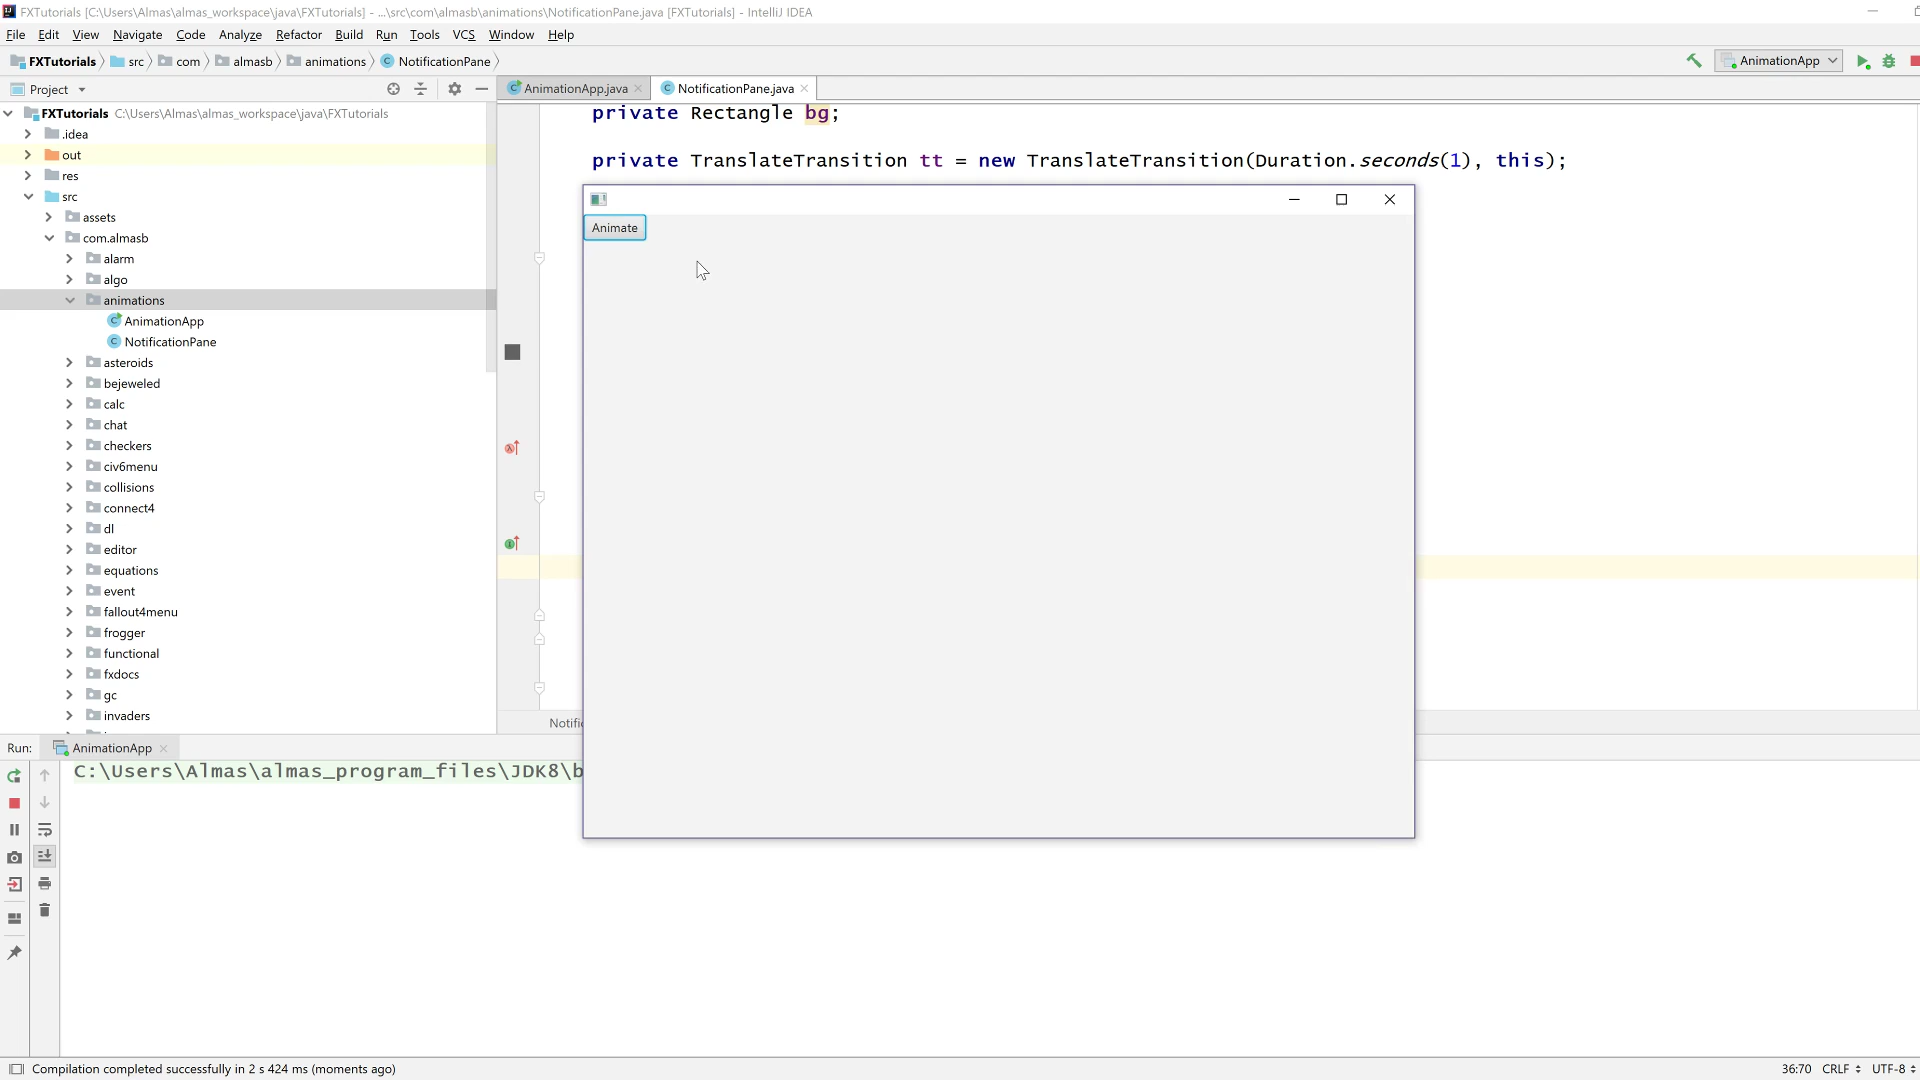 FXTutorials [C:\Users\Almas\almas_workspace\java\FXTutorials] - ...\src\com\almasb\animations\NotificationPane.java [FXTutorials] - IntelliJ IDEA
File Edit View Navigate Code Analyze Refactor Build Run Tools VCS Window Help
FXTutorials src com almasb animations NotificationPane AnimationApp
Project AnimationApp.java NotificationPane.java
FXTutorials C:\Users\Almas\almas_workspace\java\FXTutorials
.idea
out
res
src
assets
com.almasb
alarm
algo
animations
AnimationApp
NotificationPane
asteroids
bejeweled
calc
chat
checkers
civ6menu
collisions
connect4
dl
editor
equations
event
fallout4menu
frogger
functional
fxdocs
gc
invaders
private Rectangle bg;
private TranslateTransition tt = new TranslateTransition(Duration.seconds(1), this);
Animate
Notific
Run: AnimationApp
C:\Users\Almas\almas_program_files\JDK8\b
Compilation completed successfully in 2 s 424 ms (moments ago) 36:70 CRLF UTF-8